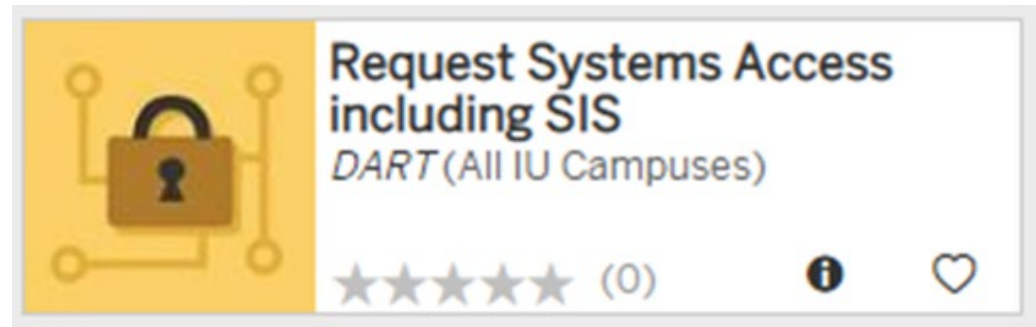 Request Systems Access
including SIS
DART (All IU Campuses)
(0)